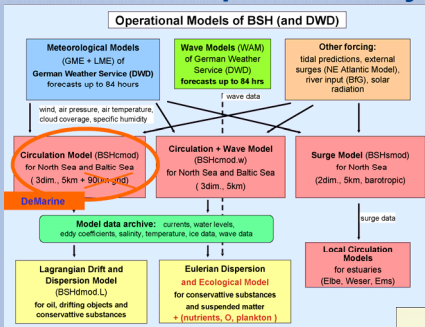 Operational Models of BSH (and DWD)
Meteorological Models
(GME + LME) of
German Weather Service (DWD)
forecasts up to 84 hours
Wave Models (WAM)
of German Weather
Service (DWD)
forecasts up to 84 hrs
Other forcing:
tidal predictions, external
surges (NE Atlantic Model),
river input (BfG), solar
radiation
wave data
wind, air pressure, air temperature,
cloud coverage, specific humidity
Circulation Model (BSHcmod)
for North Sea and Baltic Sea
( 3dim., 5km + 900m grid)
DeMarine
Circulation + Wave Model
(BSHcmod.w)
for North Sea and Baltic Sea
( 3dim., 5km)
Surge Model (BSHsmod)
for North Sea
(2dim., 5km, barotropic)
Model data archive: currents, water levels,
eddy coefficients, salinity, temperature, ice data, wave data
surge data
Lagrangian Drift and
Dispersion Model
(BSHdmod.L)
for oil, drifting objects and
conservative substances
Eulerian Dispersion
and Ecological Model
for conservattive substances
and suspended matter
+ (nutrients, O, plankton )
Local Circulation
Models
for estuaries
(Elbe, Weser, Ems)